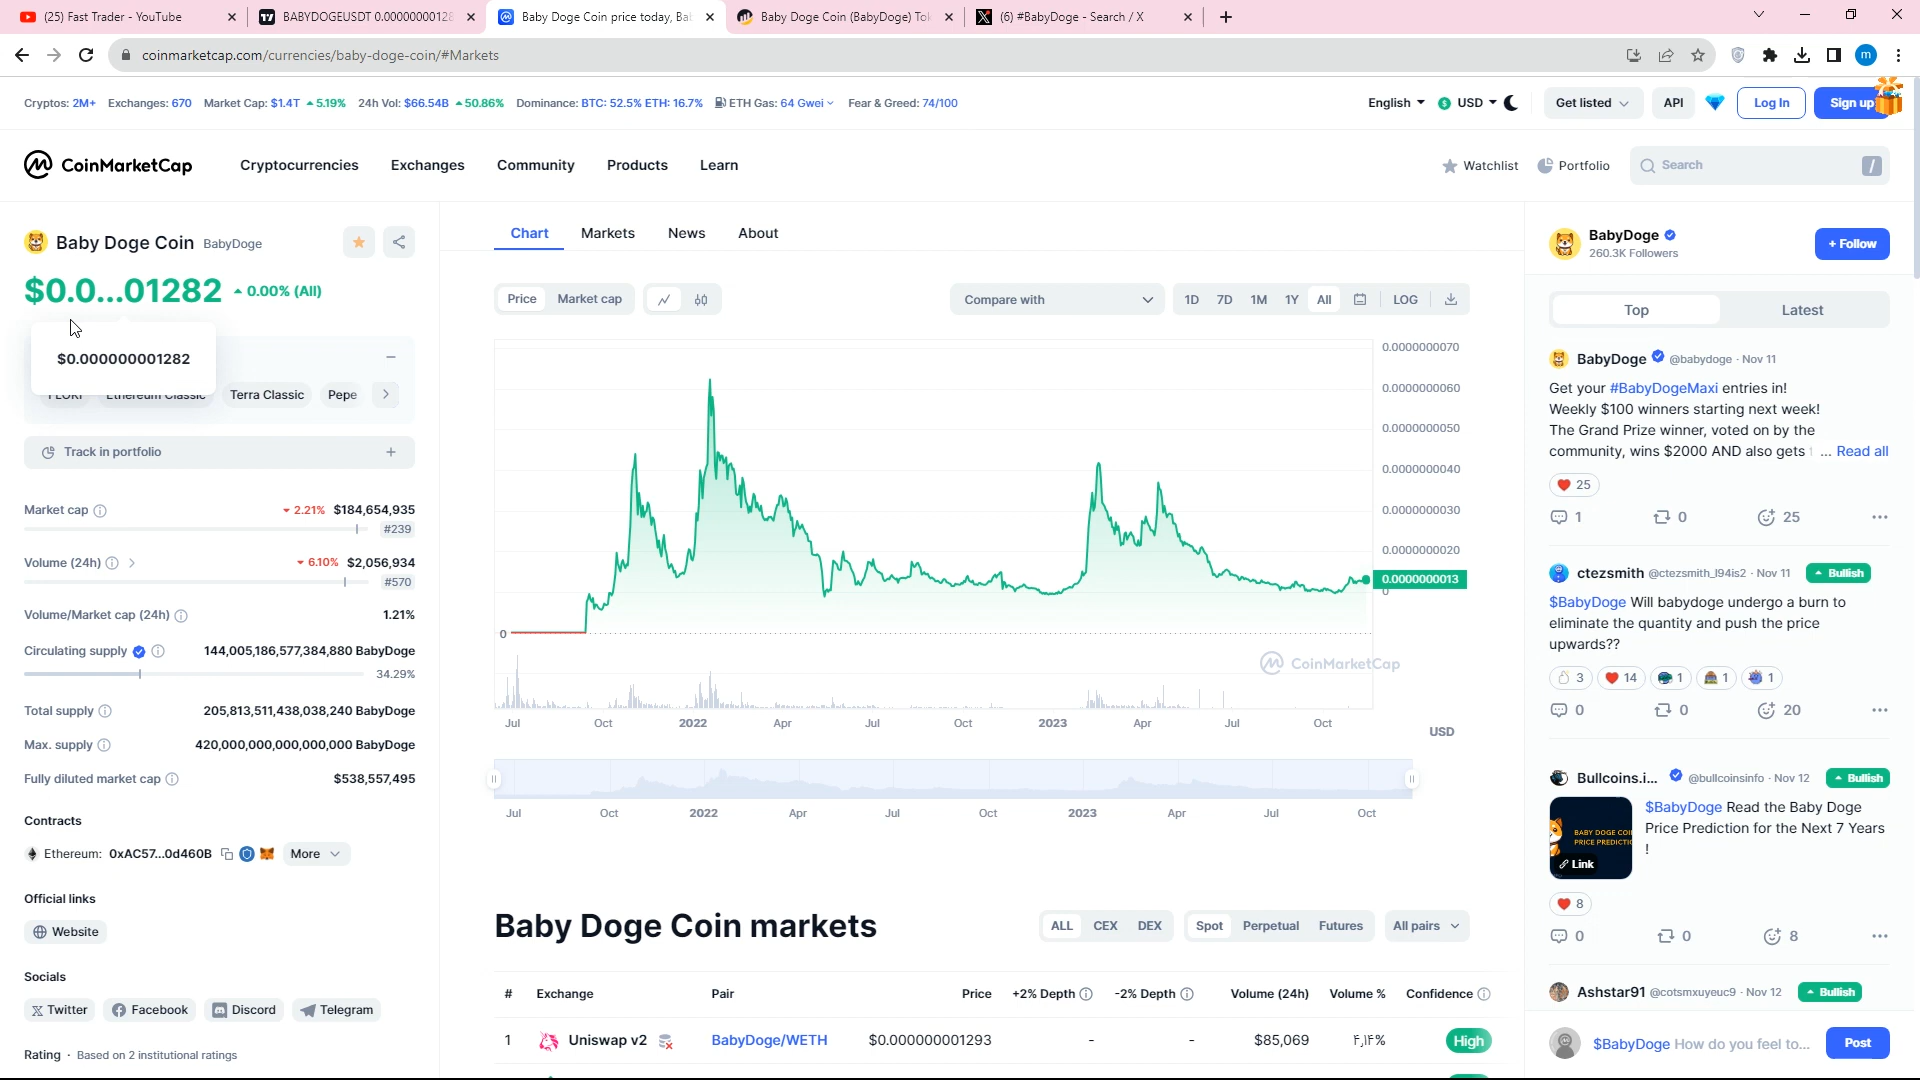 (25) Fast Trader - YouTube
BABYDOGEUSDT 0.0000000128
Baby Doge Coin price today, Ba
Baby Doge Coin (BabyDoge) Tok
(6) #BabyDoge - Search / X
coinmarketcap.com/currencies/baby-doge-coin/#Markets
m
Cryptos: 2M+ Exchanges: 670 Market Cap: $1.4T 5.19% 24h Vol: $66.54B 50.86% Dominance: BTC: 52.5% ETH: 16.7% ETH Gas: 64 Gwei Fear & Greed: 74/100
English USD Get listed API Log In Sign up
CoinMarketCap Cryptocurrencies Exchanges Community Products Learn
Watchlist Portfolio Search /
Baby Doge Coin BabyDoge
$0.0...01282 0.00% (All)
$0.000000001282
FLOKI Ethereum Classic Terra Classic Pepe
Track in portfolio +
Market cap 2.21% $184,654,935
#239
Volume (24h) 6.10% $2,056,934
#570
Volume/Market cap (24h) 1.21%
Circulating supply 144,005,186,577,384,880 BabyDoge
34.29%
Total supply 205,813,511,438,038,240 BabyDoge
Max. supply 420,000,000,000,000,000 BabyDoge
Fully diluted market cap $538,557,495
Contracts
Ethereum: 0xAC57...0d460B More
Official links
Website
Socials
Twitter Facebook Discord Telegram
Rating · Based on 2 institutional ratings
Chart Markets News About
Price Market cap Compare with 1D 7D 1M 1Y All LOG
0.0000000070
0.0000000060
0.0000000050
0.0000000040
0.0000000030
0.0000000020
0.0000000013
0
0
CoinMarketCap
Jul Oct 2022 Apr Jul Oct 2023 Apr Jul Oct
USD
Jul Oct 2022 Apr Jul Oct 2023 Apr Jul Oct
Baby Doge Coin markets
ALL CEX DEX Spot Perpetual Futures All pairs
# Exchange Pair Price +2% Depth -2% Depth Volume (24h) Volume % Confidence
1 Uniswap v2 BabyDoge/WETH $0.000000001293 - - $85,069 ۴٫۱۴% High
BabyDoge
260.3K Followers
+ Follow
Top Latest
BabyDoge @babydoge · Nov 11
Get your #BabyDogeMaxi entries in!
Weekly $100 winners starting next week!
The Grand Prize winner, voted on by the
community, wins $2000 AND also gets ... Read all
25
1 0 25
ctezsmith @ctezsmith_l94is2 · Nov 11 Bullish
$BabyDoge Will babydoge undergo a burn to
eliminate the quantity and push the price
upwards??
3 14 1 1 1
0 0 20
Bullcoins.i... @bullcoinsinfo · Nov 12 Bullish
$BabyDoge Read the Baby Doge
Price Prediction for the Next 7 Years
!
BABY DOGE COI
PRICE PREDICTI
Link
8
0 0 8
Ashstar91 @cotsmxuyeuc9 · Nov 12 Bullish
$BabyDoge How do you feel to... Post